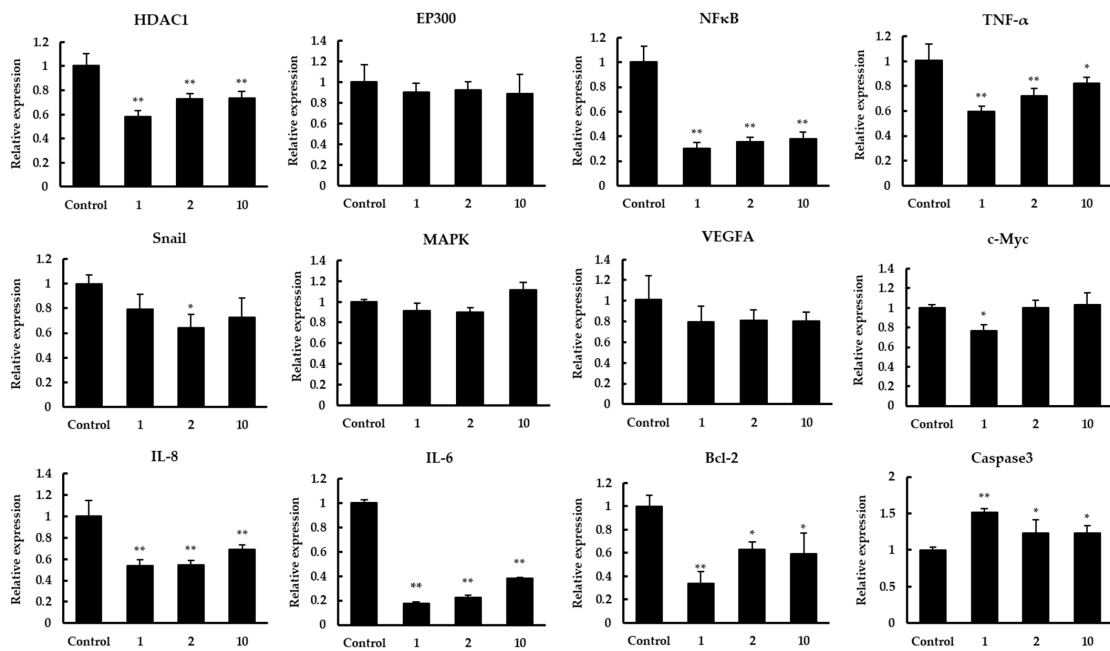 HDAC1
Relative expression
1.2
1
0.8
0.6
0.4
0.2
0
** ** **
Control 1 2 10
EP300
Relative expression
1.4
1.2
1
0.8
0.6
0.4
0.2
0
Control 1 2 10
NFκB
Relative expression
1.2
1
0.8
0.6
0.4
0.2
0
** ** **
Control 1 2 10
TNF-α
Relative expression
1.2
1
0.8
0.6
0.4
0.2
0
** ** *
Control 1 2 10
Snail
Relative expression
1.2
1
0.8
0.6
0.4
0.2
0
*
Control 1 2 10
MAPK
Relative expression
1.4
1.2
1
0.8
0.6
0.4
0.2
0
Control 1 2 10
VEGFA
Relative expression
1.4
1.2
1
0.8
0.6
0.4
0.2
0
Control 1 2 10
c-Myc
Relative expression
1.4
1.2
1
0.8
0.6
0.4
0.2
0
*
Control 1 2 10
IL-8
Relative expression
1.4
1.2
1
0.8
0.6
0.4
0.2
0
** ** **
Control 1 2 10
IL-6
Relative expression
1.2
1
0.8
0.6
0.4
0.2
0
** ** **
Control 1 2 10
Bcl-2
Relative expression
1.2
1
0.8
0.6
0.4
0.2
0
** * *
Control 1 2 10
Caspase3
Relative expression
2
1.5
1
0.5
0
** * *
Control 1 2 10